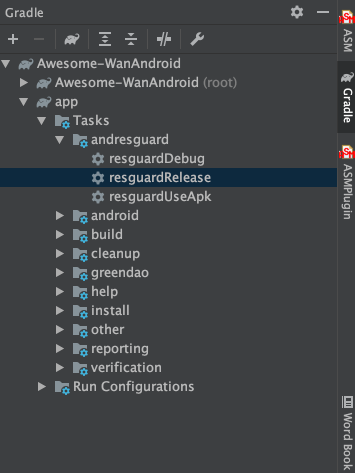 Gradle
Awesome-WanAndroid
Awesome-WanAndroid (root)
app
Tasks
andresguard
resguardDebug
resguardRelease
resguardUseApk
android
build
cleanup
greendao
help
install
other
reporting
verification
Run Configurations
ASM
Gradle
ASMPlugin
Word Book